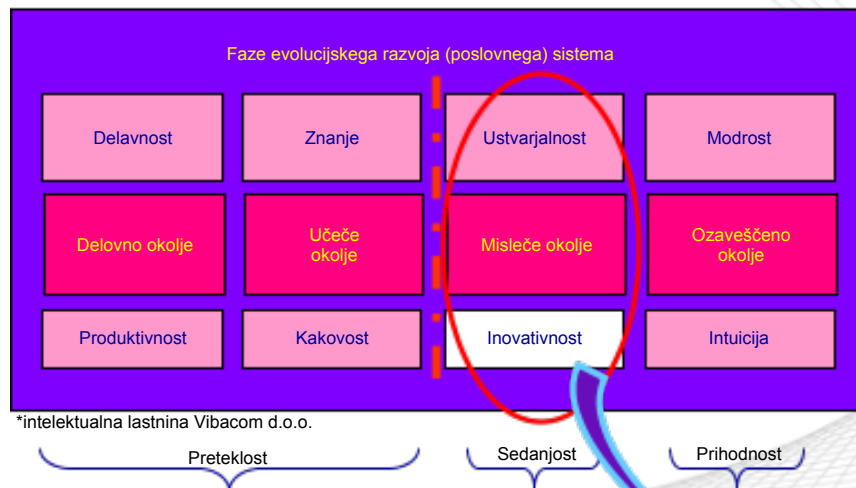 Faze evolucijskega razvoja (poslovnega) sistema
Delavnost
Znanje
Ustvarjalnost
Modrost
Delovno okolje
Učeče
okolje
Misleče okolje
Ozaveščeno
okolje
Produktivnost
Kakovost
Inovativnost
Intuicija
*intelektualna lastnina Vibacom d.o.o.
Preteklost
Sedanjost
Prihodnost